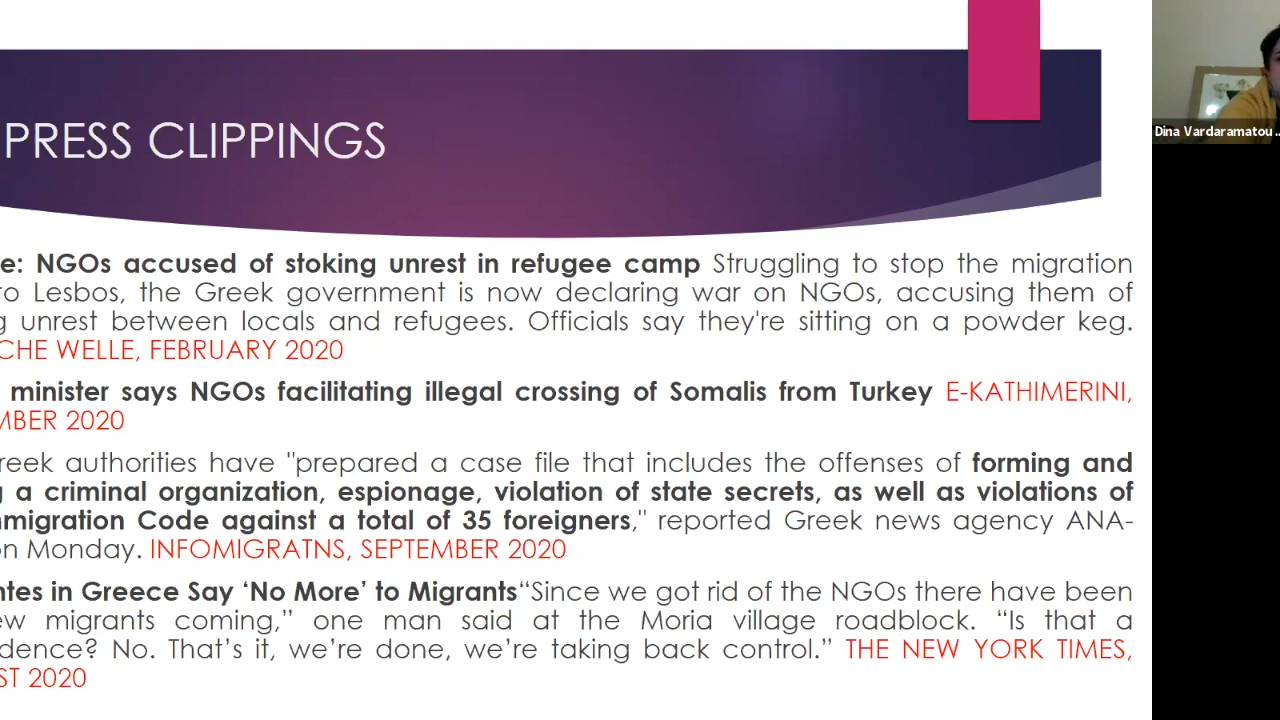 PRESS CLIPPINGS
Dina Vardaramatou...
e: NGOs accused of stoking unrest in refugee camp Struggling to stop the migration
to Lesbos, the Greek government is now declaring war on NGOs, accusing them of
g unrest between locals and refugees. Officials say they're sitting on a powder keg.
CHE WELLE, FEBRUARY 2020
minister says NGOs facilitating illegal crossing of Somalis from Turkey E-KATHIMERINI,
MBER 2020
reek authorities have "prepared a case file that includes the offenses of forming and
g a criminal organization, espionage, violation of state secrets, as well as violations of
mmigration Code against a total of 35 foreigners," reported Greek news agency ANA-
on Monday. INFOMIGRATNS, SEPTEMBER 2020
ntes in Greece Say ‘No More’ to Migrants“Since we got rid of the NGOs there have been
ew migrants coming,” one man said at the Moria village roadblock. “Is that a
dence? No. That’s it, we’re done, we’re taking back control.” THE NEW YORK TIMES,
ST 2020